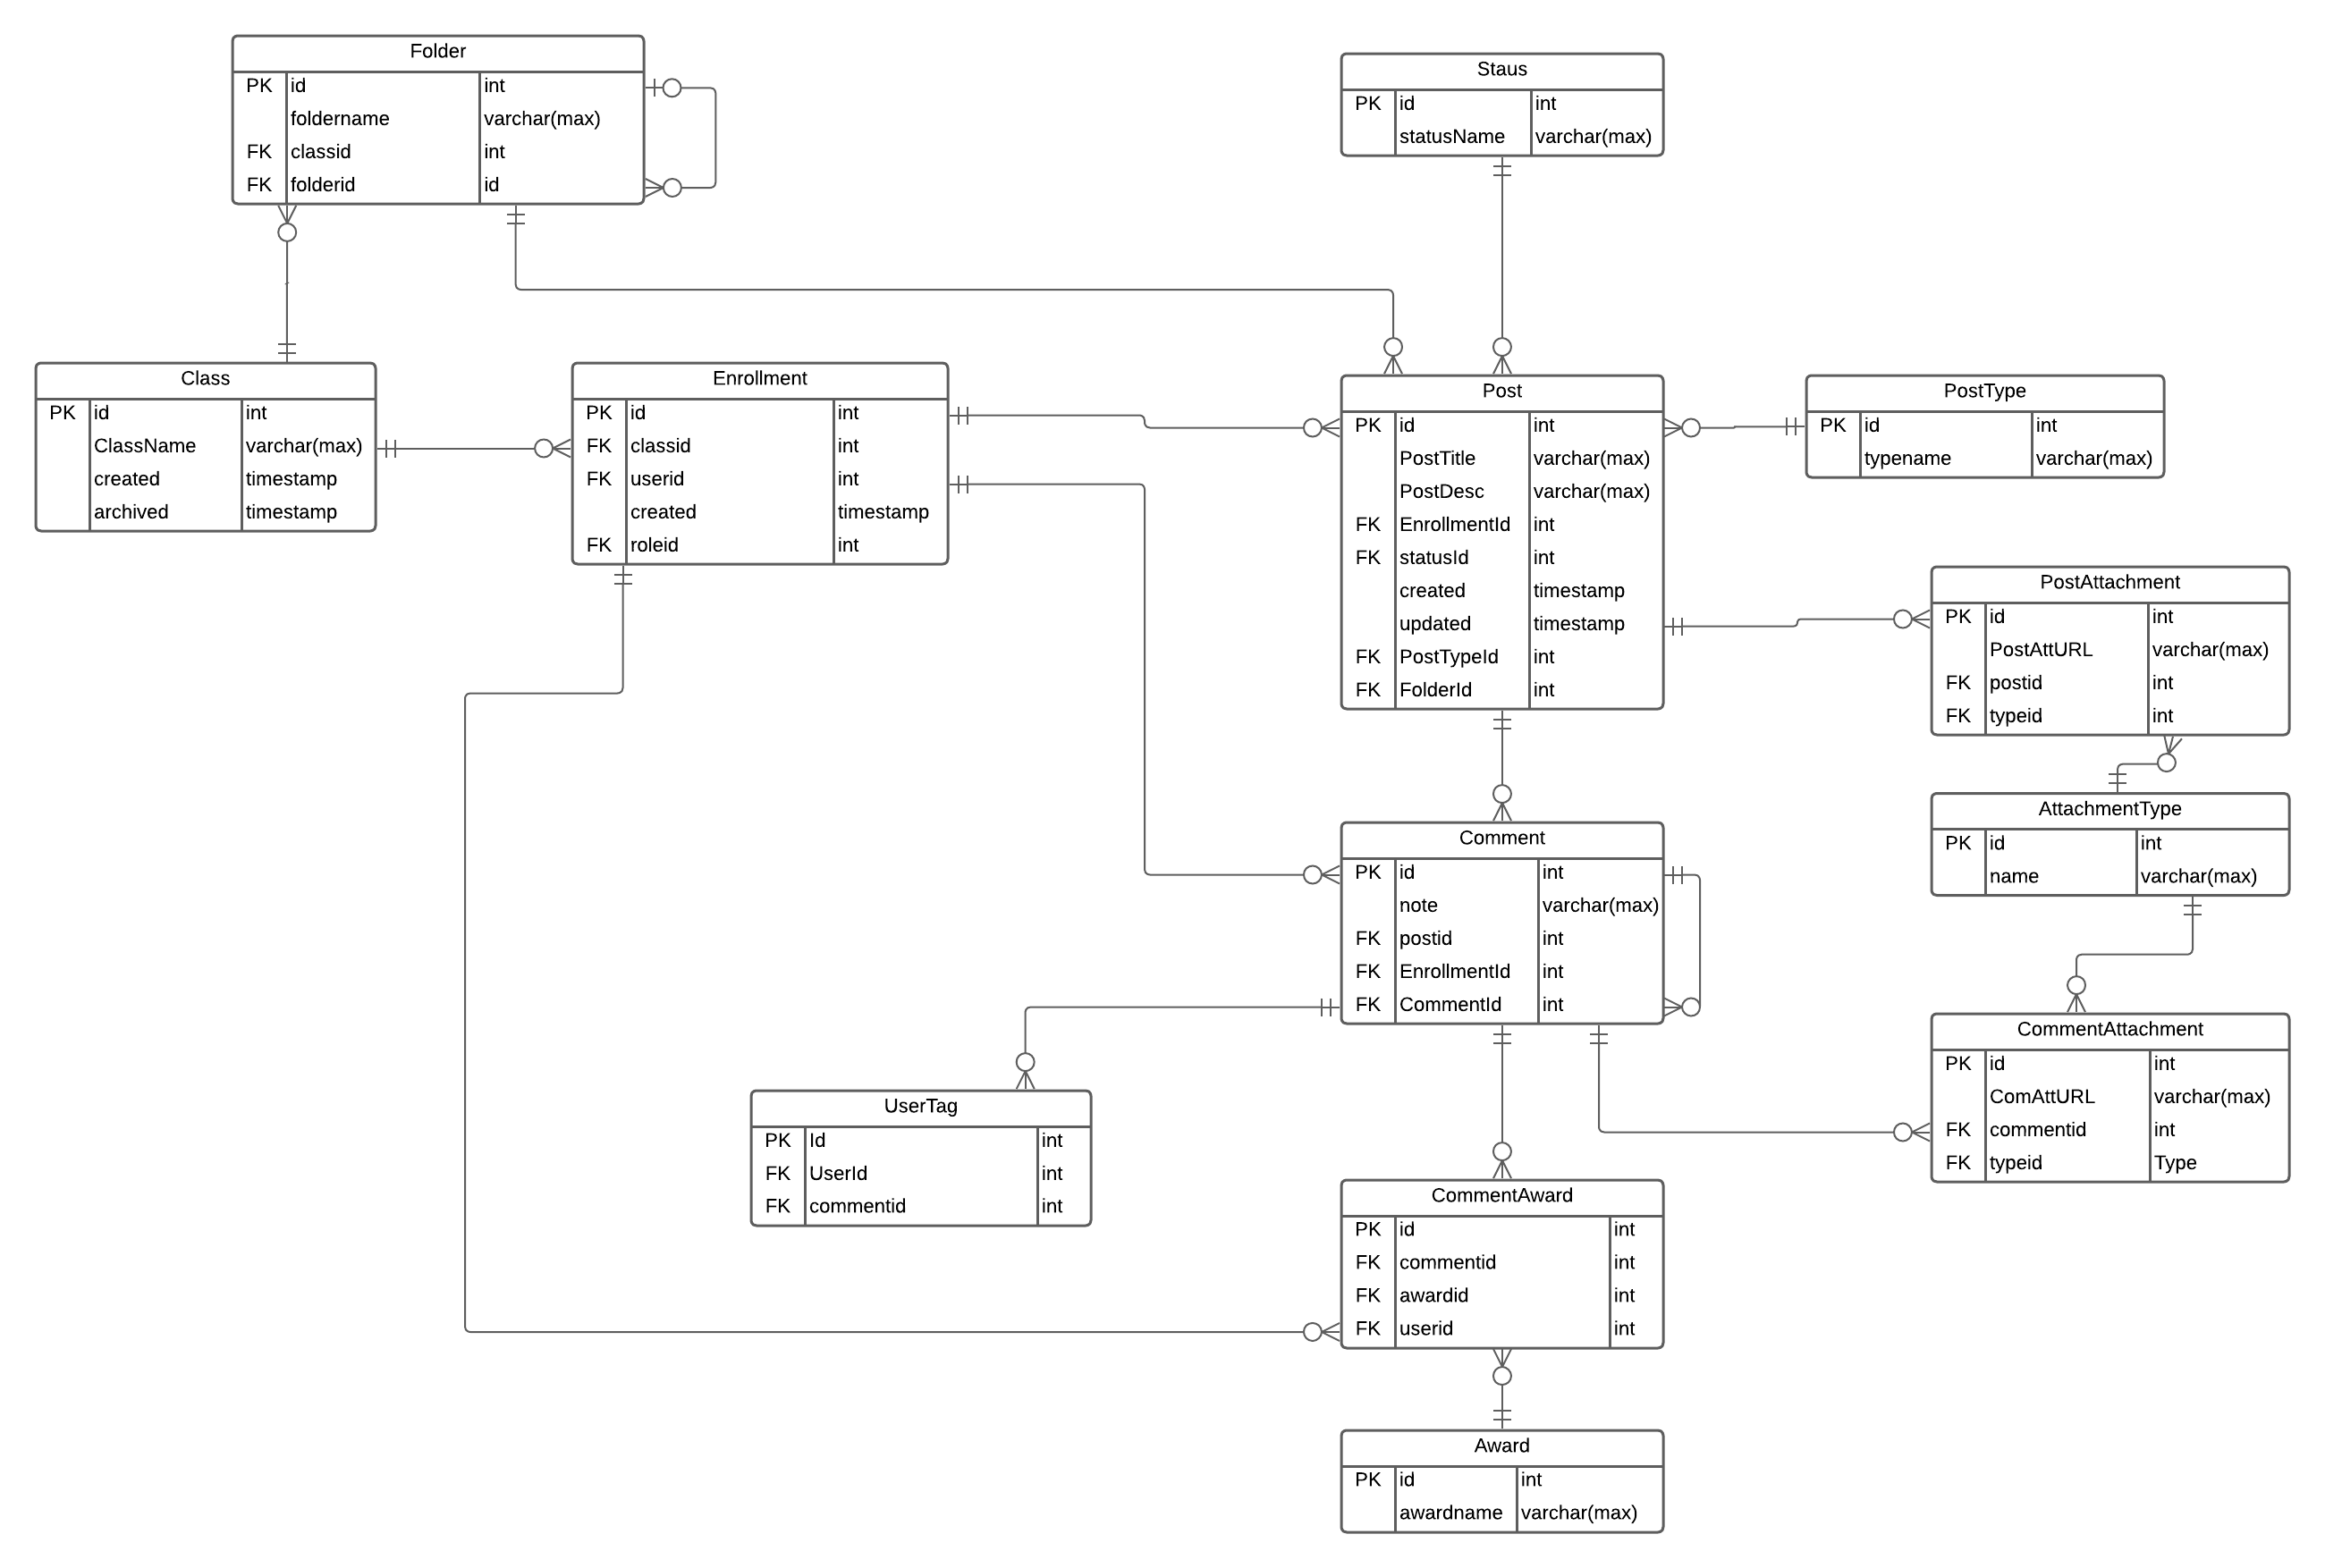 Folder
PK id int
foldername varchar(max)
FK classid int
FK folderid id
Staus
PK id int
statusName varchar(max)
Class
PK id int
ClassName varchar(max)
created timestamp
archived timestamp
Enrollment
PK id int
FK classid int
FK userid int
created timestamp
FK roleid int
Post
PK id int
PostTitle varchar(max)
PostDesc varchar(max)
FK EnrollmentId int
FK statusId int
created timestamp
updated timestamp
FK PostTypeId int
FK FolderId int
PostType
PK id int
typename varchar(max)
PostAttachment
PK id int
PostAttURL varchar(max)
FK postid int
FK typeid int
AttachmentType
PK id int
name varchar(max)
Comment
PK id int
note varchar(max)
FK postid int
FK EnrollmentId int
FK CommentId int
CommentAttachment
PK id int
ComAttURL varchar(max)
FK commentid int
FK typeid Type
UserTag
PK Id int
FK UserId int
FK commentid int
CommentAward
PK id int
FK commentid int
FK awardid int
FK userid int
Award
PK id int
awardname varchar(max)